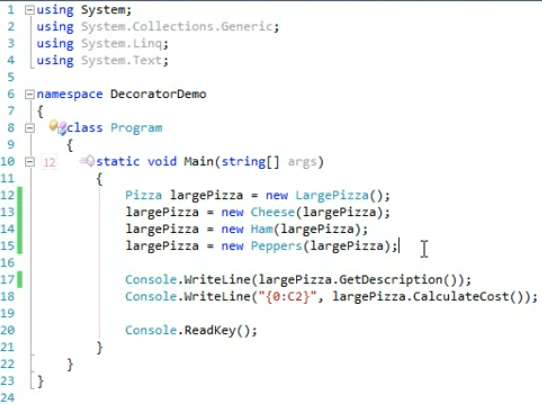 1 using System;
2 using System.Collections.Generic;
3 using System.Linq;
4 using System.Text;
5
6 namespace DecoratorDemo
7 {
8 class Program
9 {
10 12 static void Main(string[] args)
11 {
12 Pizza largePizza = new LargePizza();
13 largePizza = new Cheese(largePizza);
14 largePizza = new Ham(largePizza);
15 largePizza = new Peppers(largePizza);
16
17 Console.WriteLine(largePizza.GetDescription());
18 Console.WriteLine("{0:C2}", largePizza.CalculateCost());
19
20 Console.ReadKey();
21 }
22 }
23 }
24